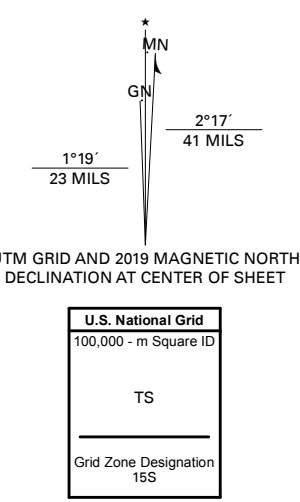 ★
MN
GN
2°17´
41 MILS
1°19´
23 MILS
UTM GRID AND 2019 MAGNETIC NORTH
DECLINATION AT CENTER OF SHEET
U.S. National Grid
100,000 - m Square ID
TS
Grid Zone Designation
15S